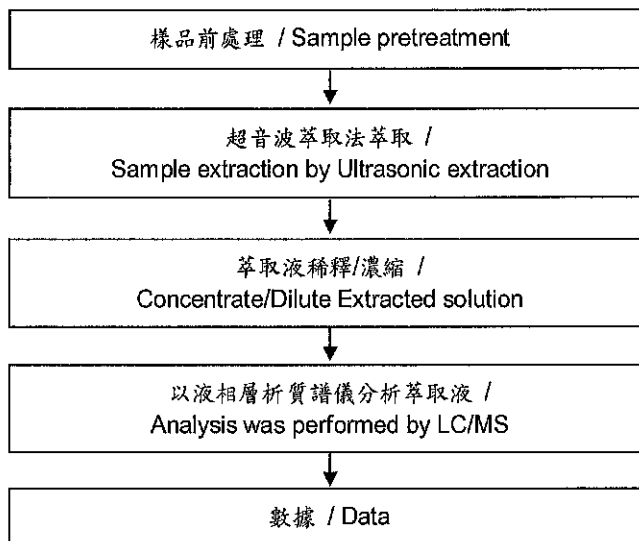 樣品前處理 / Sample pretreatment
超音波萃取法萃取 /
Sample extraction by Ultrasonic extraction
萃取液稀釋/濃縮 /
Concentrate/Dilute Extracted solution
以液相層析質譜儀分析萃取液 /
Analysis was performed by LC/MS
數據 / Data